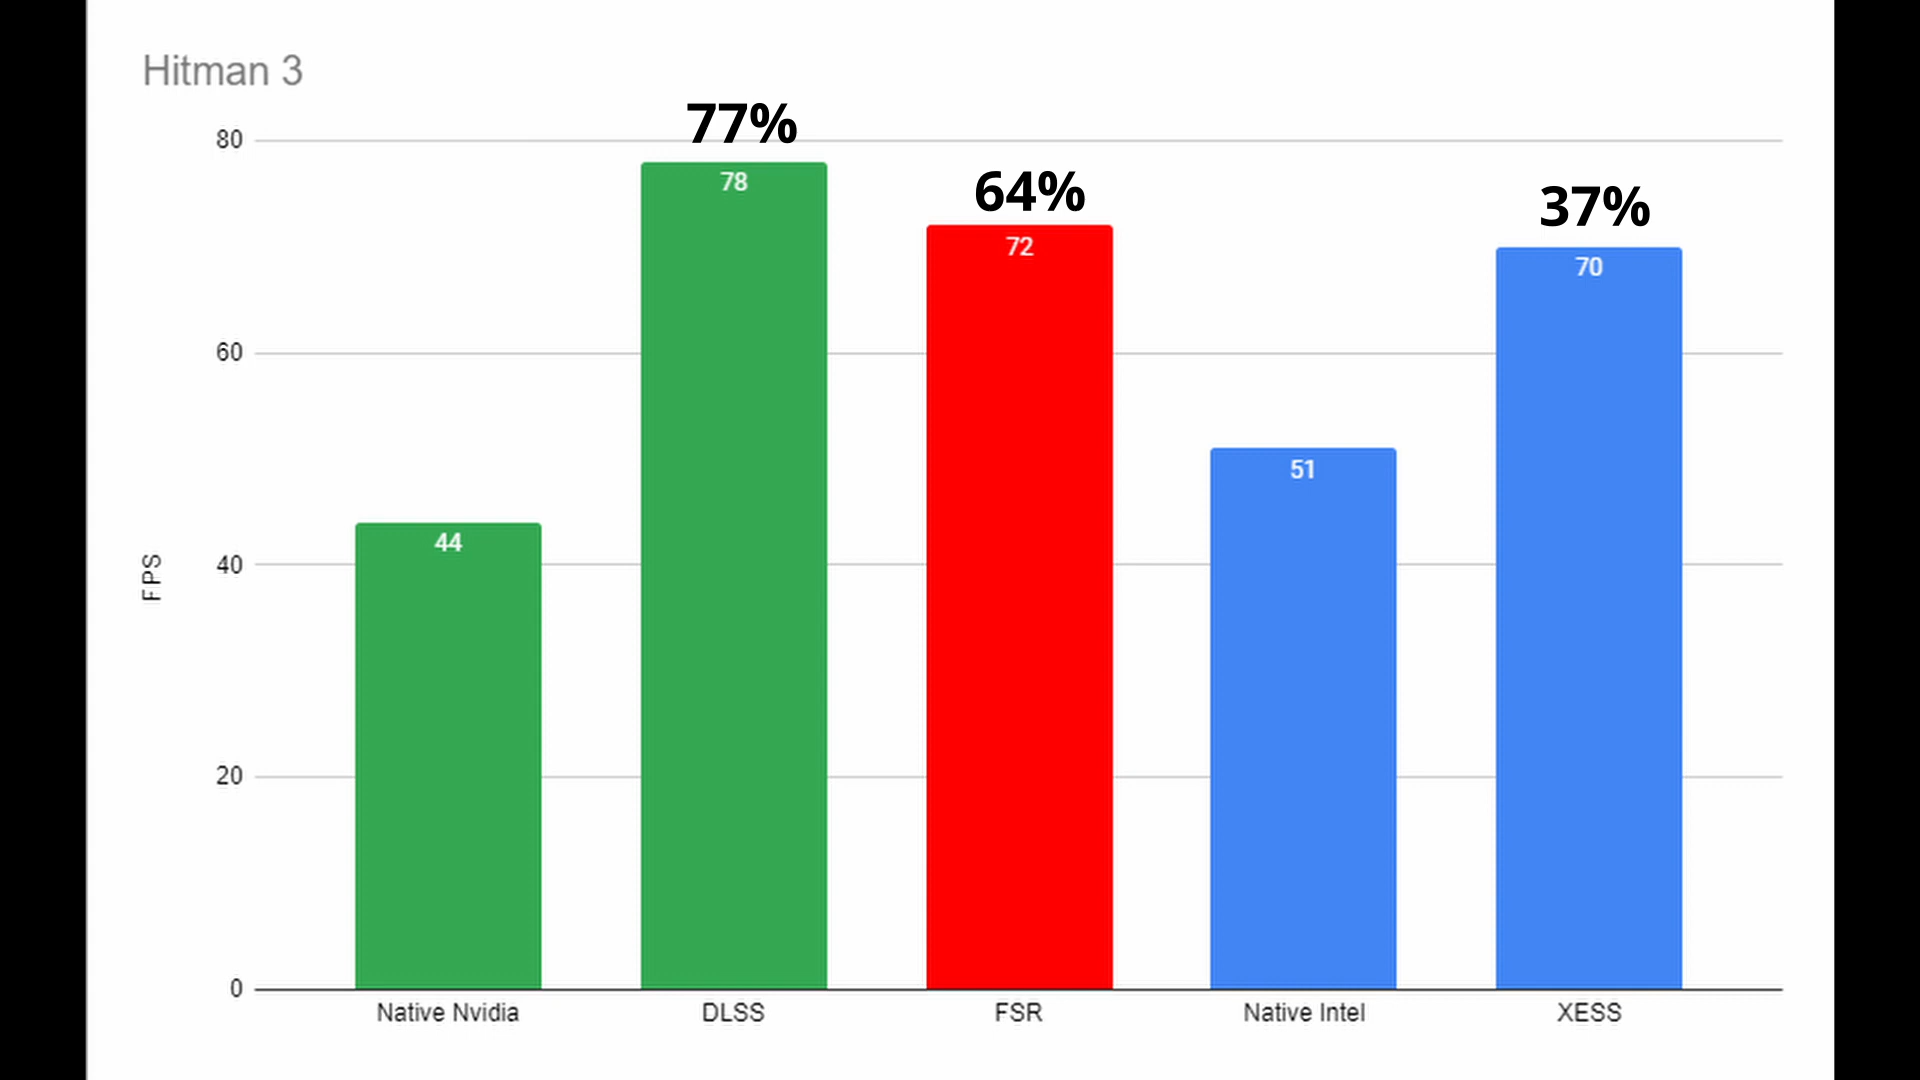 Hitman 3
77%
64%
37%
80
60
40
20
0
FPS
44
78
72
51
70
Native Nvidia
DLSS
FSR
Native Intel
XESS